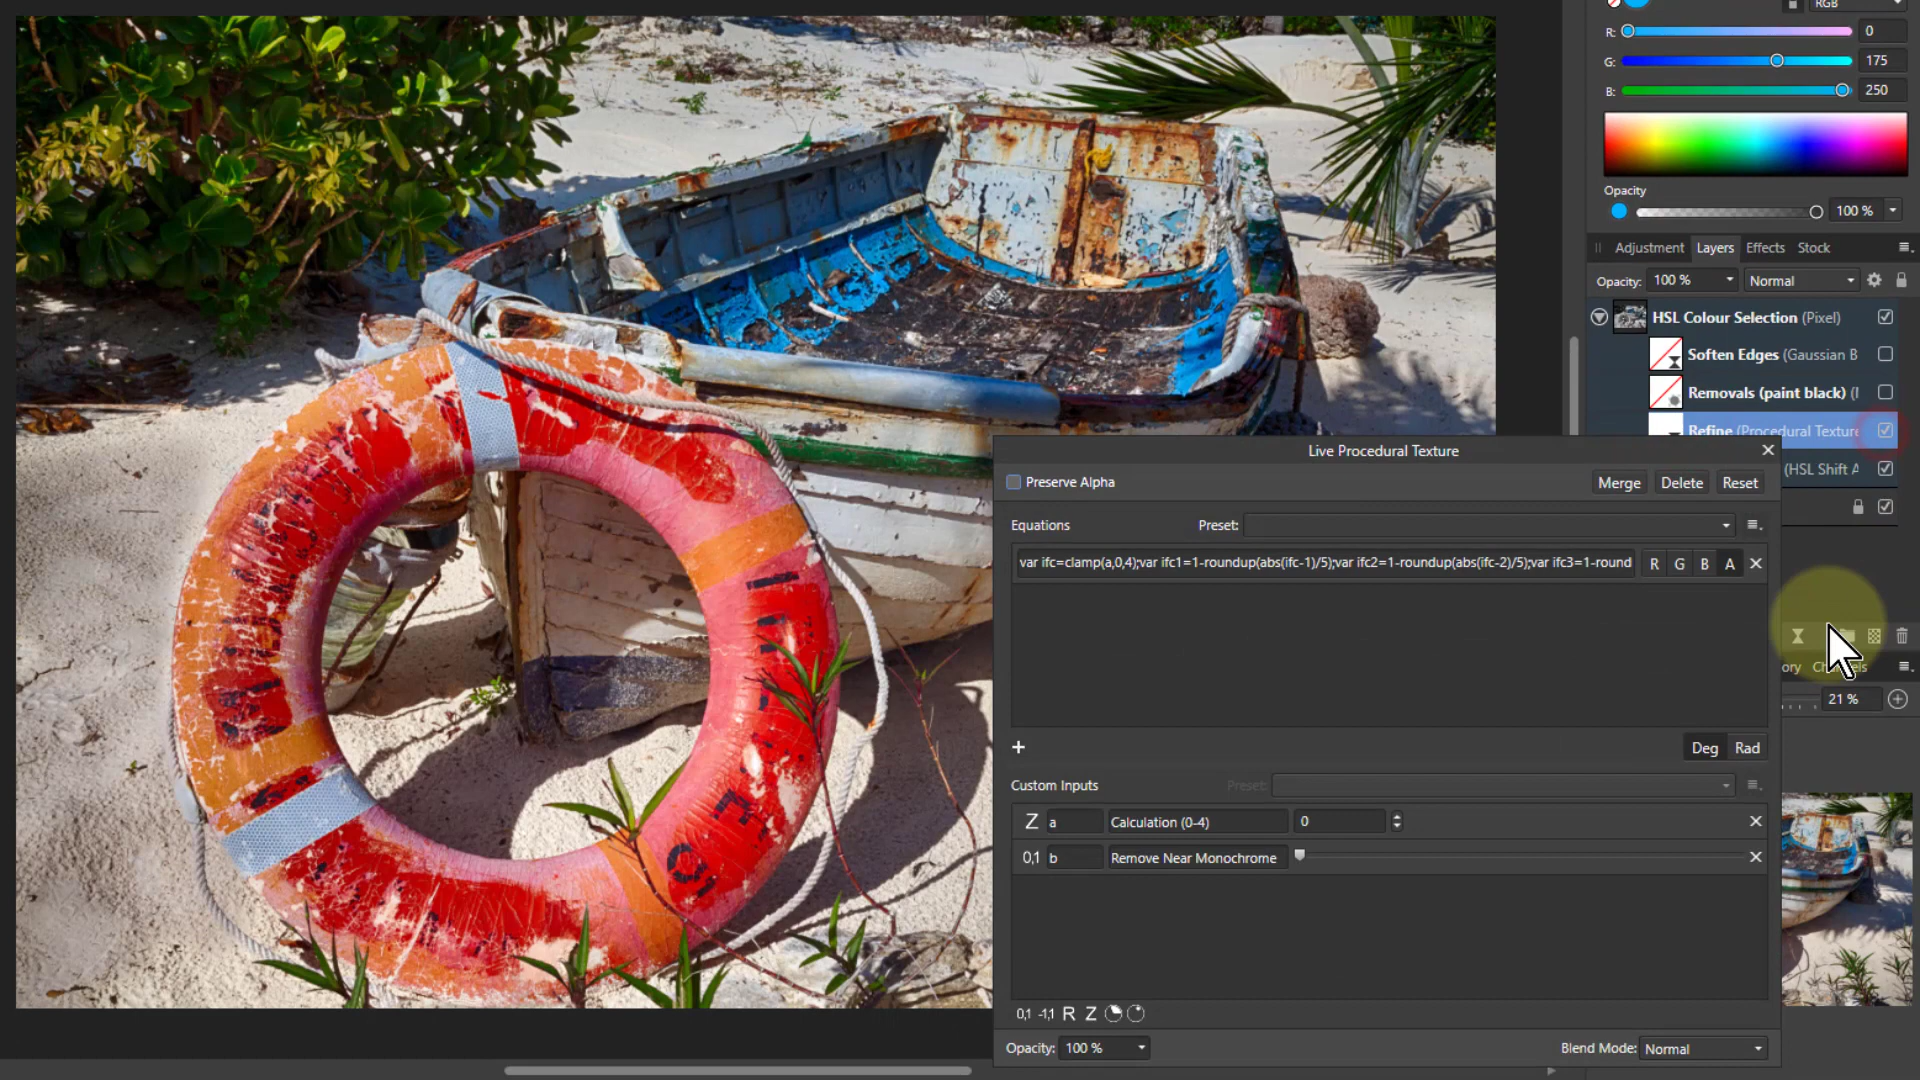 RGB
R: 0
G: 175
B: 250
Opacity
100 %
Adjustment Layers Effects Stock
Opacity: 100 % Normal
HSL Colour Selection (Pixel)
Soften Edges (Gaussian B
Removals (paint black) (
Refine (Procedural Texture
Live Procedural Texture
(HSL Shift A
Preserve Alpha
Merge Delete Reset
Equations Preset:
var ifc=clamp(a,0,4);var ifc1=1-roundup(abs(ifc-1)/5);var ifc2=1-roundup(abs(ifc-2)/5);var ifc3=1-round R G B A
ory Channels
21 %
Deg Rad
Custom Inputs Preset:
Z a Calculation (0-4) 0
0,1 b Remove Near Monochrome
0,1 -1,1 R Z
Opacity: 100 % Blend Mode: Normal